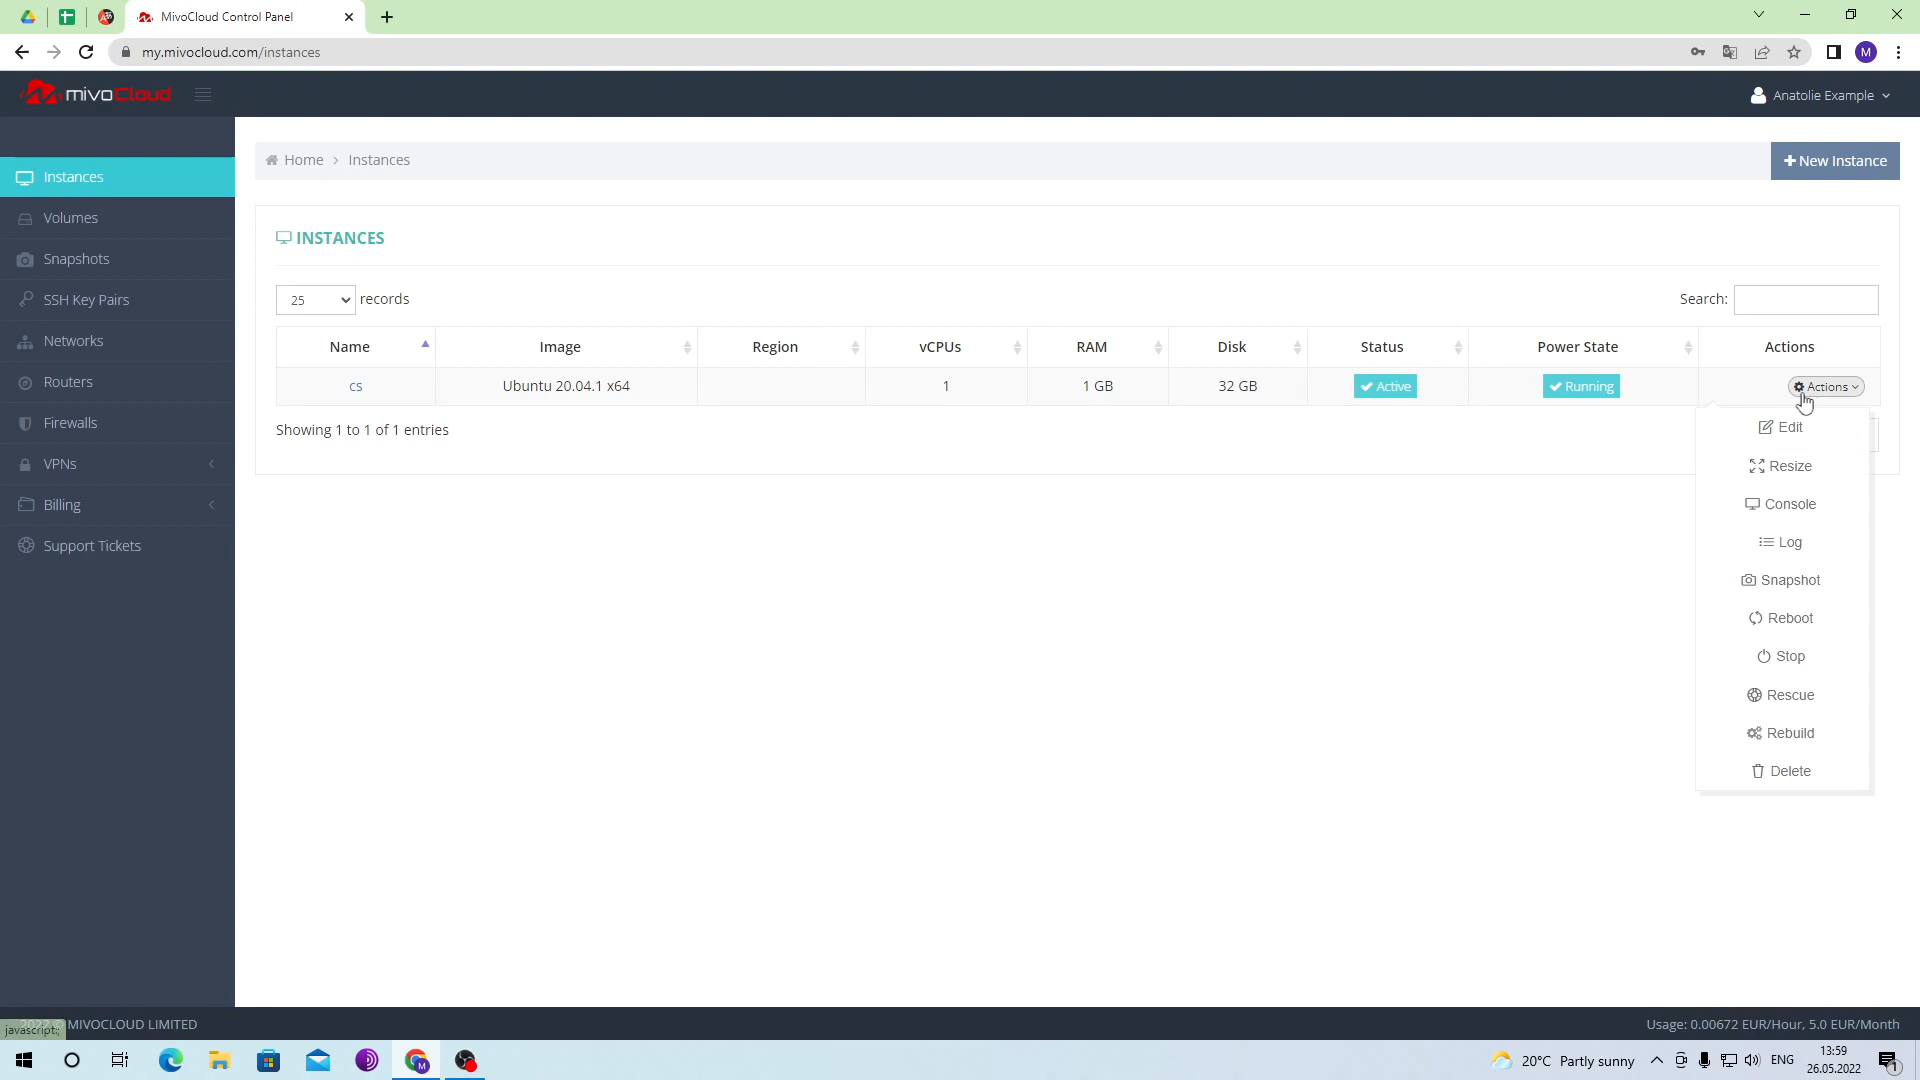 MivoCloud Control Panel
my.mivocloud.com/instances
M
mivoCloud
Anatolie Example
Home > Instances
+ New Instance
Instances
Volumes
Snapshots
SSH Key Pairs
Networks
Routers
Firewalls
VPNs
Billing
Support Tickets
INSTANCES
25 records
Search:
Name Image Region vCPUs RAM Disk Status Power State Actions
cs Ubuntu 20.04.1 x64 1 1 GB 32 GB Active Running Actions
Showing 1 to 1 of 1 entries
Edit
Resize
Console
Log
Snapshot
Reboot
Stop
Rescue
Rebuild
Delete
javascript:;
2022 © MIVOCLOUD LIMITED
Usage: 0.00672 EUR/Hour, 5.0 EUR/Month
M
20°C Partly sunny
ENG
13:59
26.05.2022
1